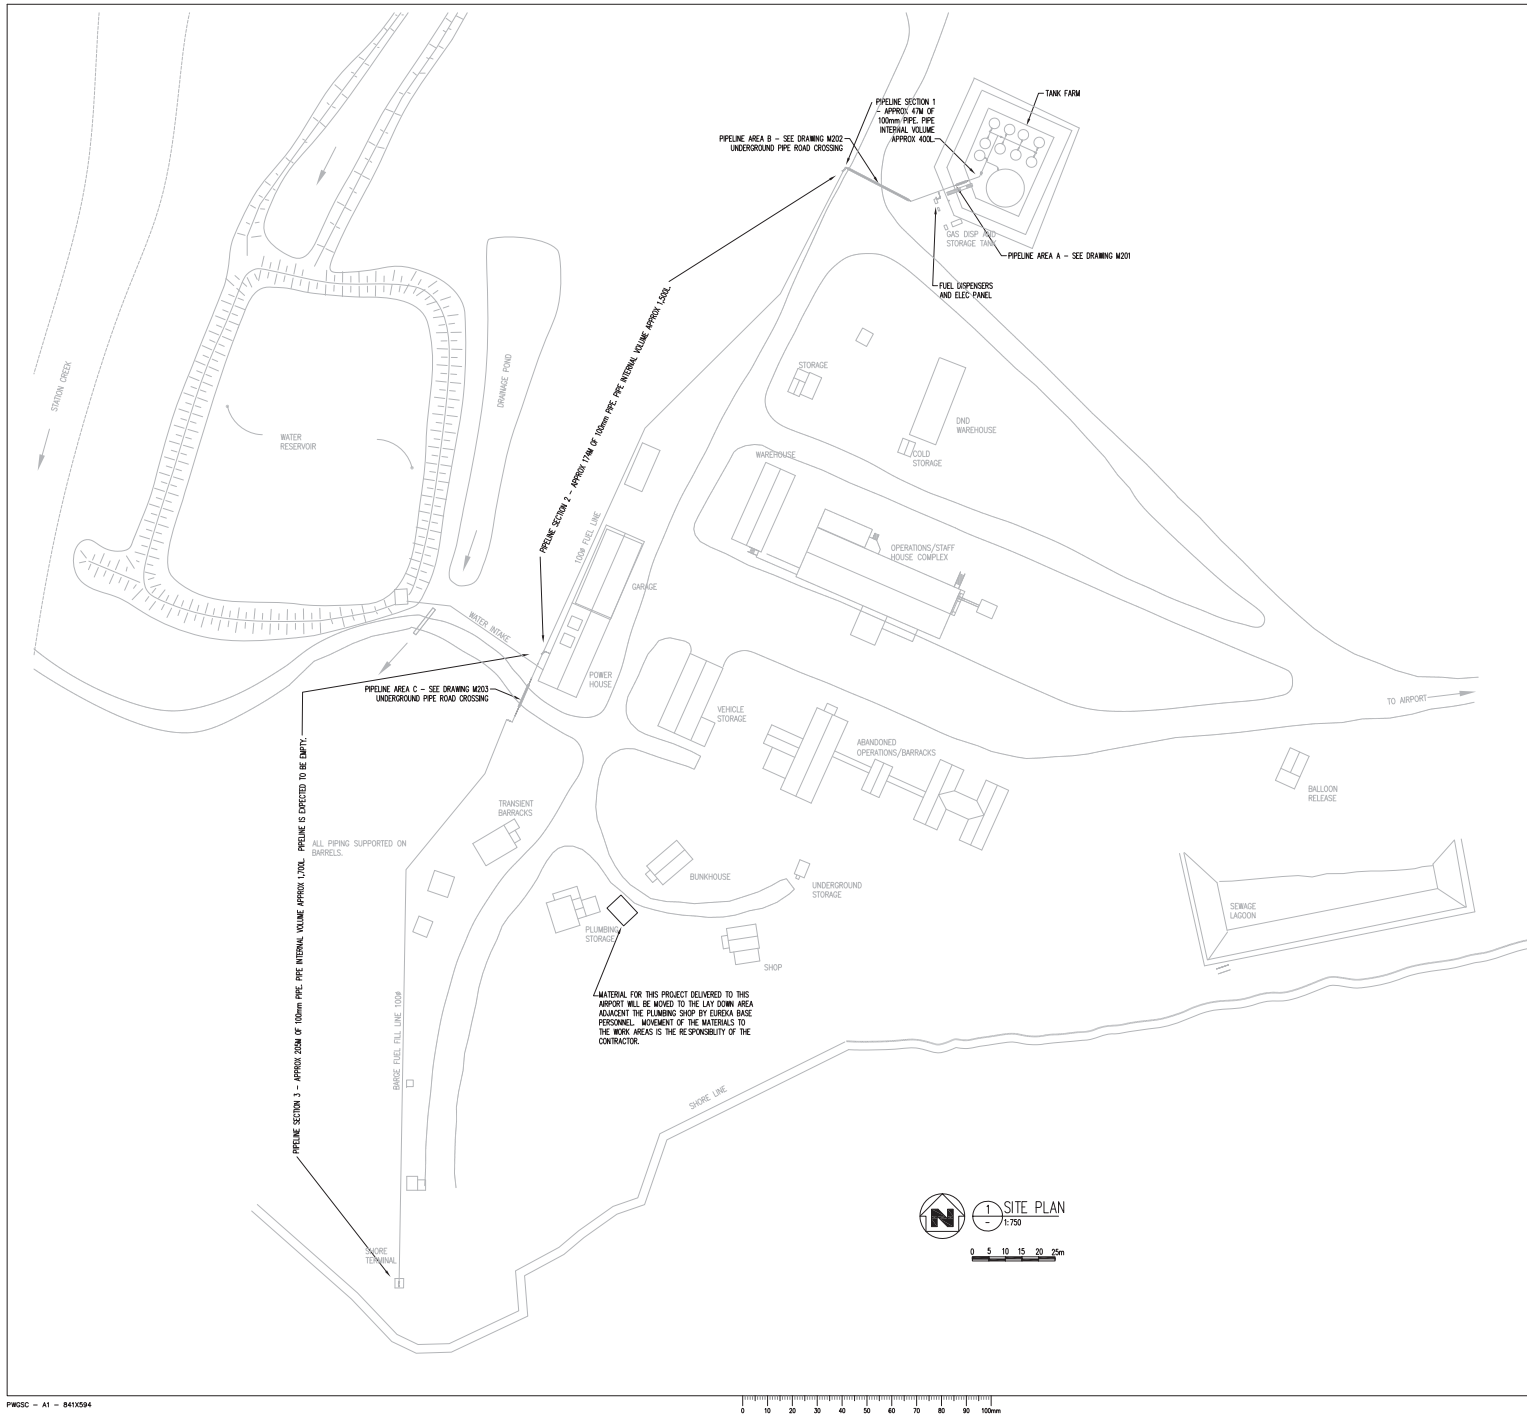 PIPELINE SECTION 1
- APPROX 47M OF
100mm PIPE. PIPE
INTERNAL VOLUME
APPROX 400L.
TANK FARM
PIPELINE AREA B - SEE DRAWING M202
UNDERGROUND PIPE ROAD CROSSING
GAS DISP AND
STORAGE TANK
PIPELINE AREA A - SEE DRAWING M201
FUEL DISPENSERS
AND ELEC PANEL
PIPELINE SECTION 2 - APPROX 174M OF 100mm PIPE. PIPE INTERNAL VOLUME APPROX 1,500L.
STATION CREEK
DRAINAGE POND
WATER
RESERVOIR
STORAGE
DND
WAREHOUSE
COLD
STORAGE
WAREHOUSE
100Ø FUEL LINE
OPERATIONS/STAFF
HOUSE COMPLEX
GARAGE
WATER INTAKE
POWER
HOUSE
PIPELINE AREA C - SEE DRAWING M203
UNDERGROUND PIPE ROAD CROSSING
VEHICLE
STORAGE
TO AIRPORT
ABANDONED
OPERATIONS/BARRACKS
BALLOON
RELEASE
PIPELINE SECTION 3 - APPROX 205M OF 100mm PIPE. PIPE INTERNAL VOLUME APPROX 1,700L. PIPELINE IS EXPECTED TO BE EMPTY.
TRANSIENT
BARRACKS
ALL PIPING SUPPORTED ON
BARRELS.
BUNKHOUSE
UNDERGROUND
STORAGE
SEWAGE
LAGOON
PLUMBING
STORAGE
SHOP
MATERIAL FOR THIS PROJECT DELIVERED TO THIS
AIRPORT WILL BE MOVED TO THE LAY DOWN AREA
ADJACENT THE PLUMBING SHOP BY EUREKA BASE
PERSONNEL. MOVEMENT OF THE MATERIALS TO
THE WORK AREAS IS THE RESPONSIBLITY OF THE
CONTRACTOR.
BARGE FUEL FILL LINE 100Ø
SHORE LINE
SHORE
TERMINAL
N
1
SITE PLAN
-
1:750
0 5 10 15 20 25m
PWGSC - A1 - 841X594
0 10 20 30 40 50 60 70 80 90 100mm